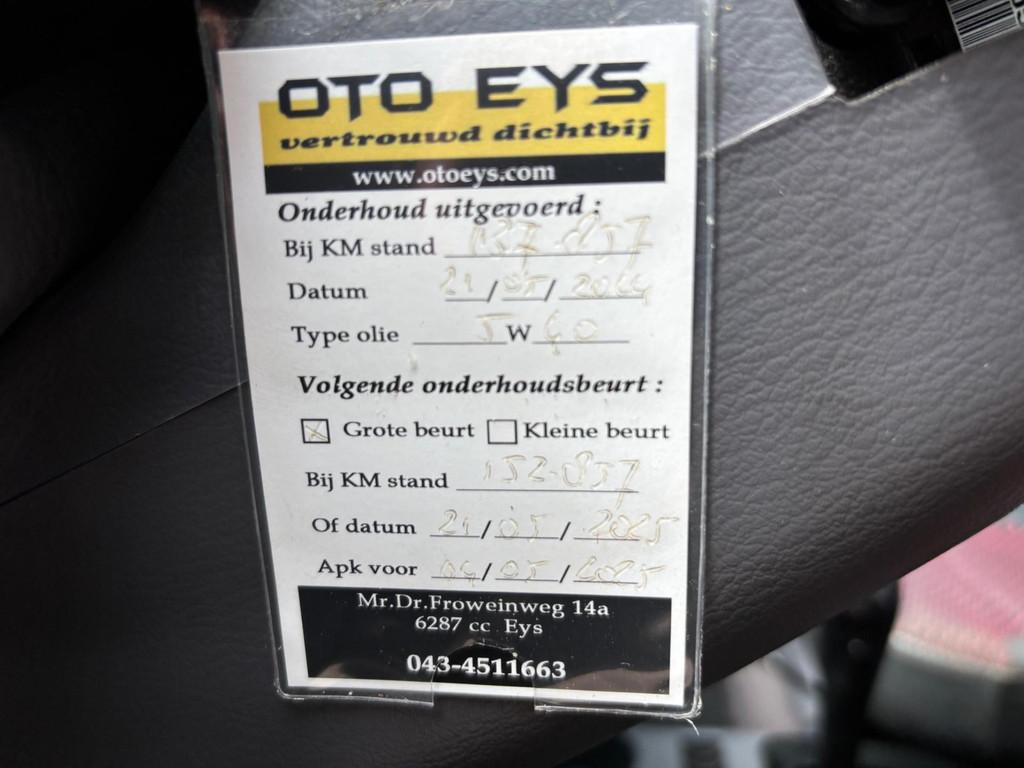 OTO EYS
vertrouwd dichtbij
www.otoeys.com
Onderhoud uitgevoerd :
Bij KM stand 137.857
Datum 21/05/2024
Type olie 5W40
Volgende onderhoudsbeurt :
☒ Grote beurt ☐ Kleine beurt
Bij KM stand 152.857
Of datum 21/05/2025
Apk voor 04/05/2025
Mr.Dr.Froweinweg 14a
6287 cc Eys
043-4511663